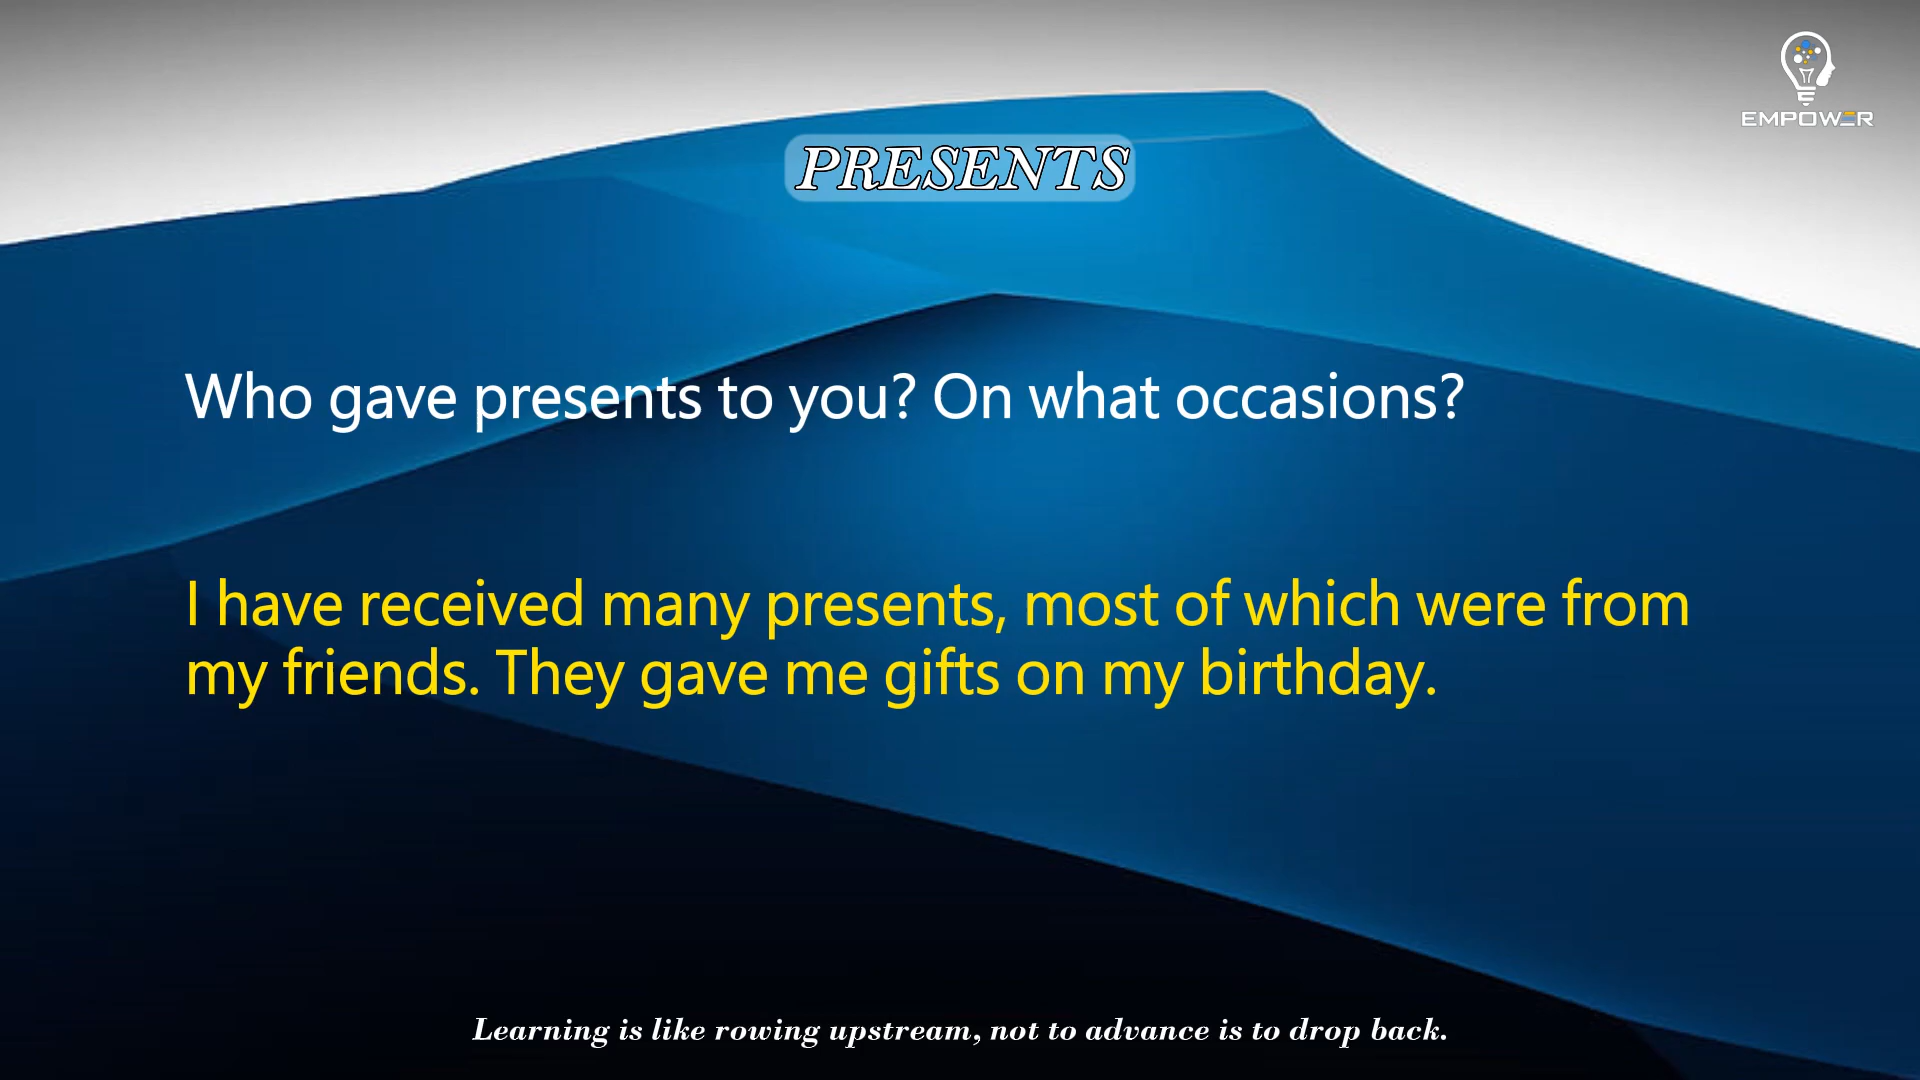 EMPOWER
PRESENTS
Who gave presents to you? On what occasions?
I have received many presents, most of which were from
my friends. They gave me gifts on my birthday.
Learning is like rowing upstream, not to advance is to drop back.